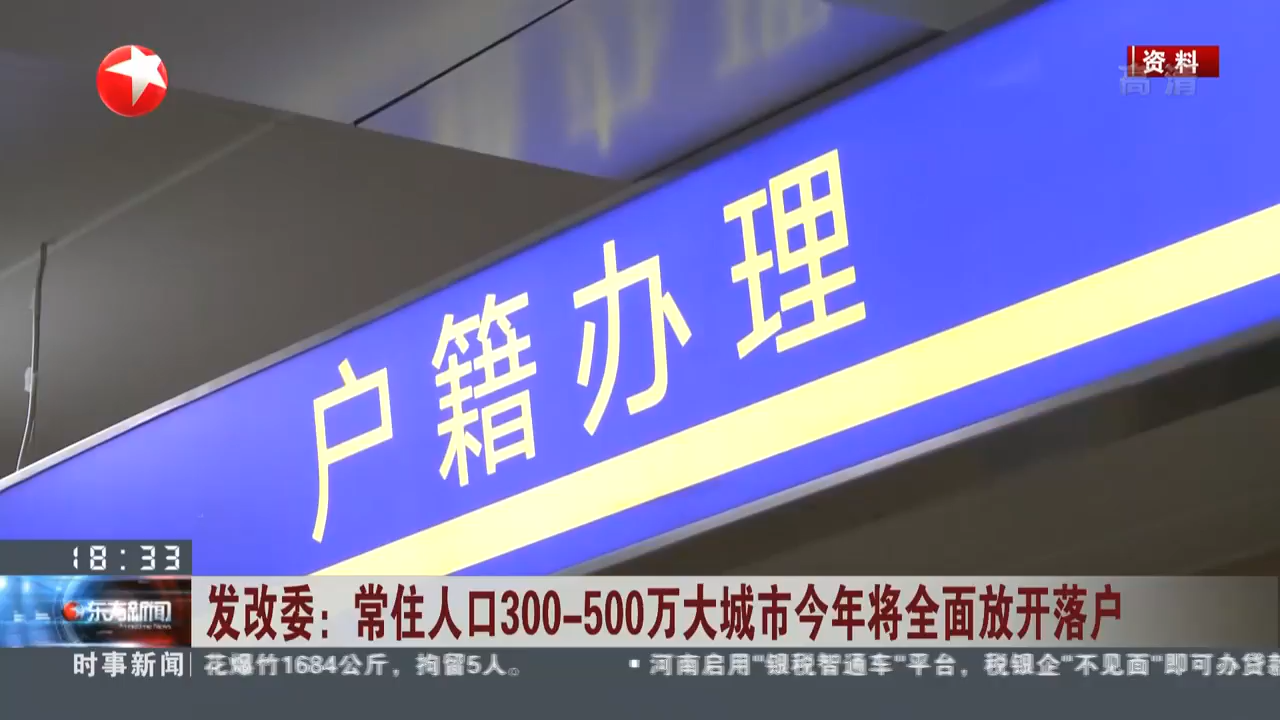 资料
高清
户籍办理
18:33
发改委：常住人口300-500万大城市今年将全面放开落户
东方新闻
时事新闻
花爆竹1684公斤，拘留5人。
▪河南启用"银税智通车"平台，税银企"不见面"即可办贷款